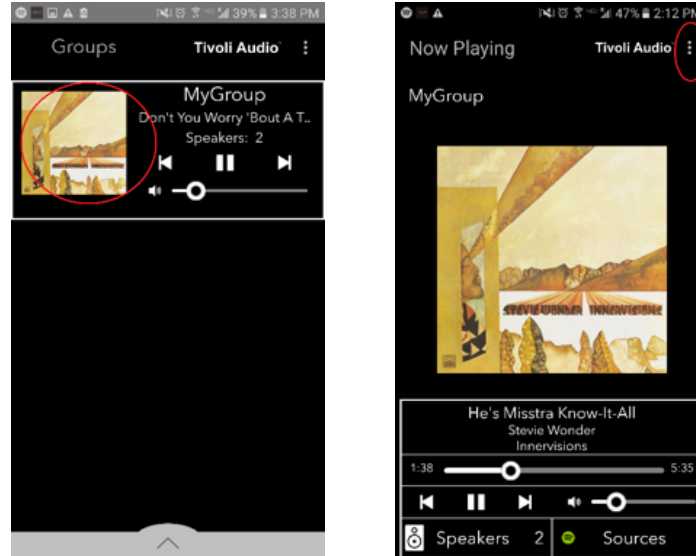 39% 3:38 PM
Groups Tivoli Audio
MyGroup
Don't You Worry 'Bout A T...
Speakers: 2
47% 2:12 PM
Now Playing Tivoli Audio
MyGroup
STEVIE WONDER INNERVISIONS
He's Misstra Know-It-All
Stevie Wonder
Innervisions
1:38 5:35
Speakers 2 Sources